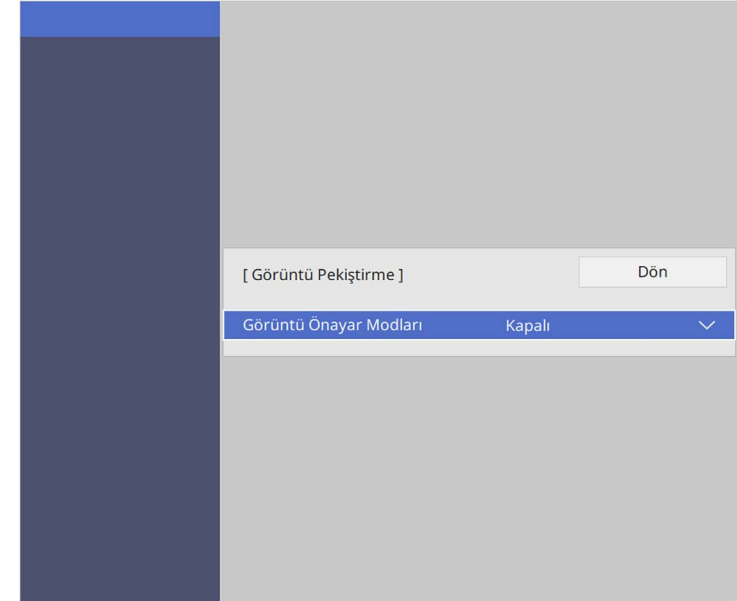 [ Görüntü Pekiştirme ] Dön
Görüntü Önayar Modları Kapalı